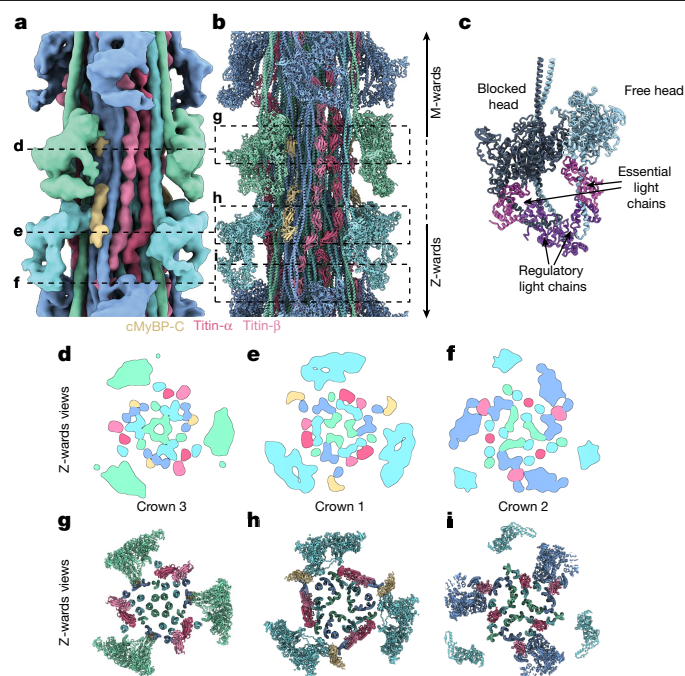 a
b
c
d
e
f
g
h
i
M-wards
Z-wards
Blocked
head
Free head
Essential
light
chains
Regulatory
light chains
cMyBP-C Titin-α Titin-β
d
e
f
Z-wards views
Crown 3
Crown 1
Crown 2
g
h
i
Z-wards views